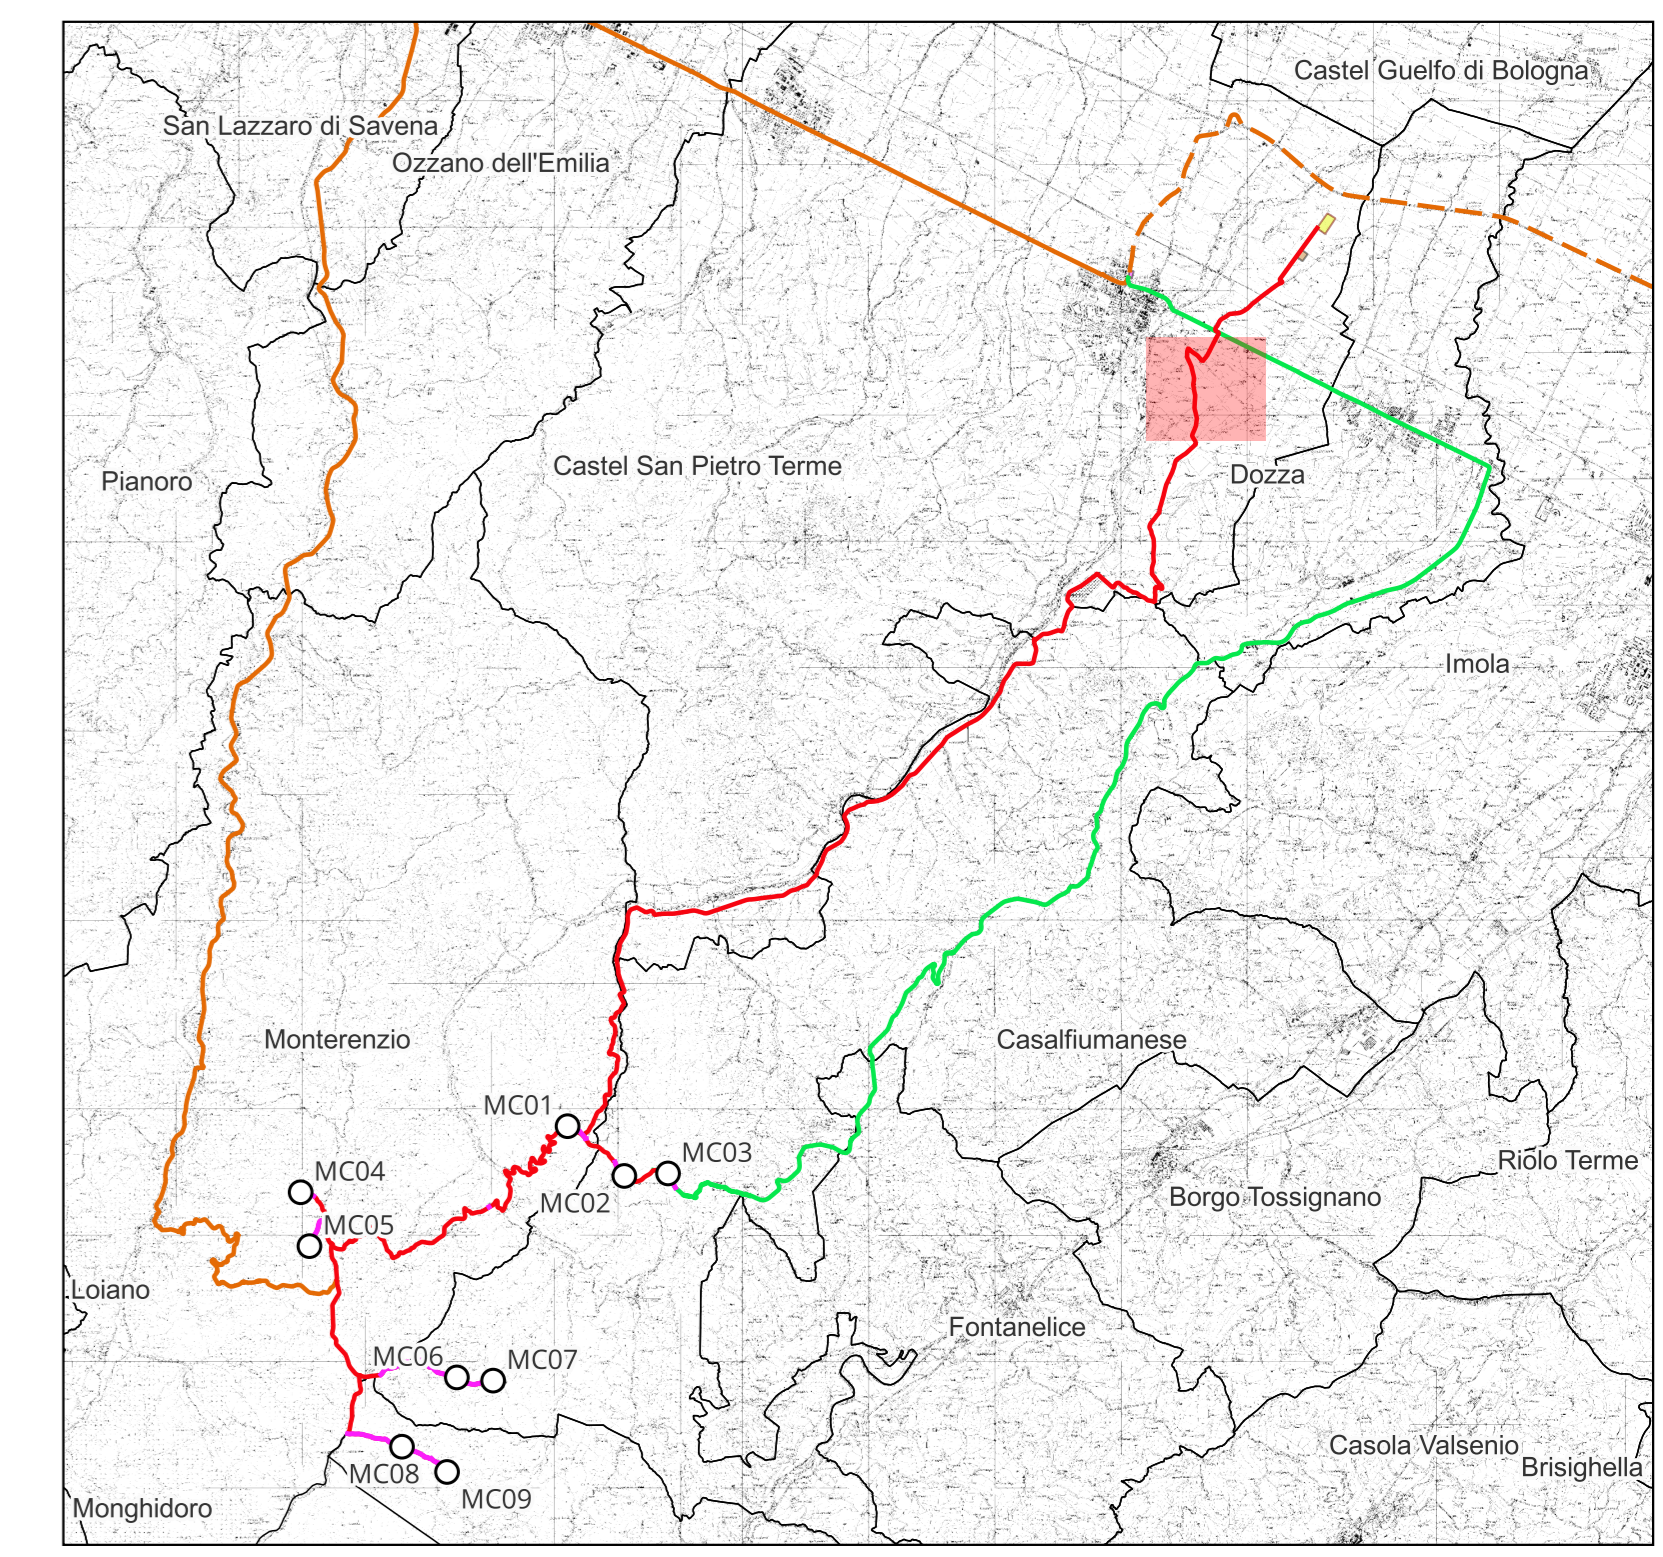 Castel Guelfo di Bologna
San Lazzaro di Savena
Ozzano dell'Emilia
Pianoro
Castel San Pietro Terme
Dozza
Imola
Monterenzio
Casalfiumanese
MC01
MC03
MC02
MC04
MC05
Riolo Terme
Borgo Tossignano
Loiano
Fontanelice
MC06
MC07
Casola Valsenio
Brisighella
MC08
MC09
Monghidoro